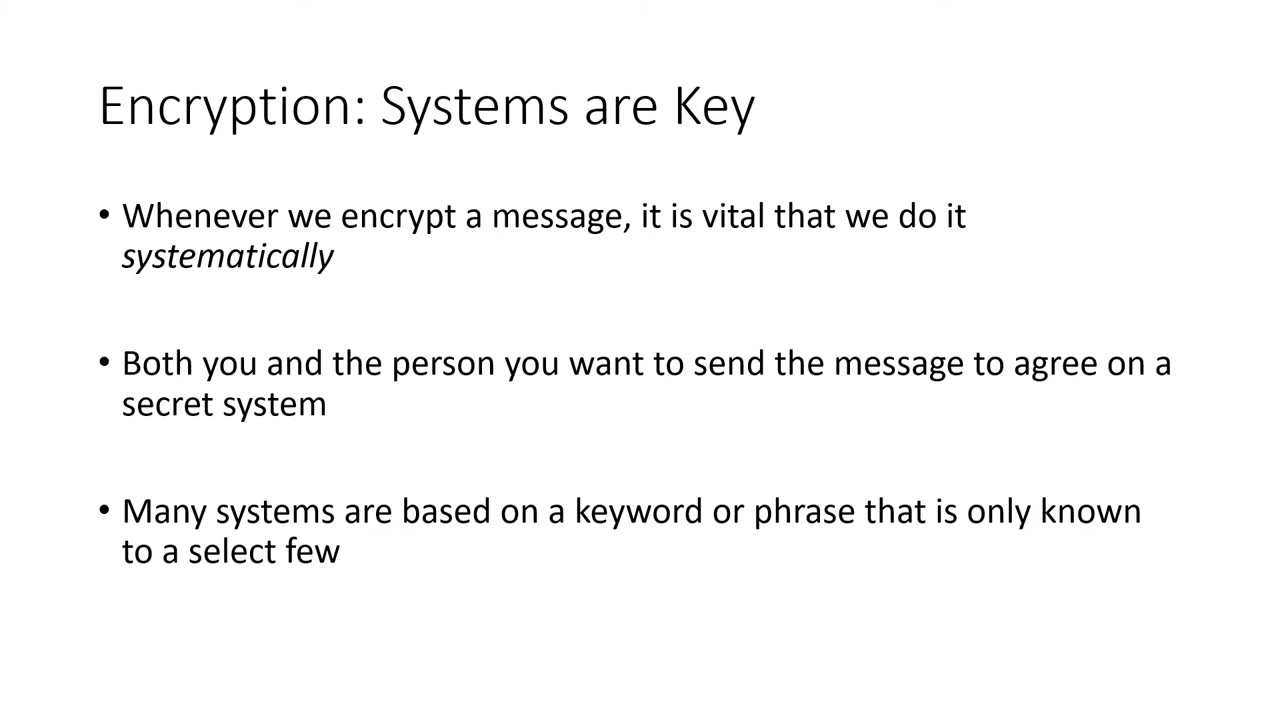 Encryption: Systems are Key
• Whenever we encrypt a message, it is vital that we do it
systematically
• Both you and the person you want to send the message to agree on a
secret system
• Many systems are based on a keyword or phrase that is only known
to a select few